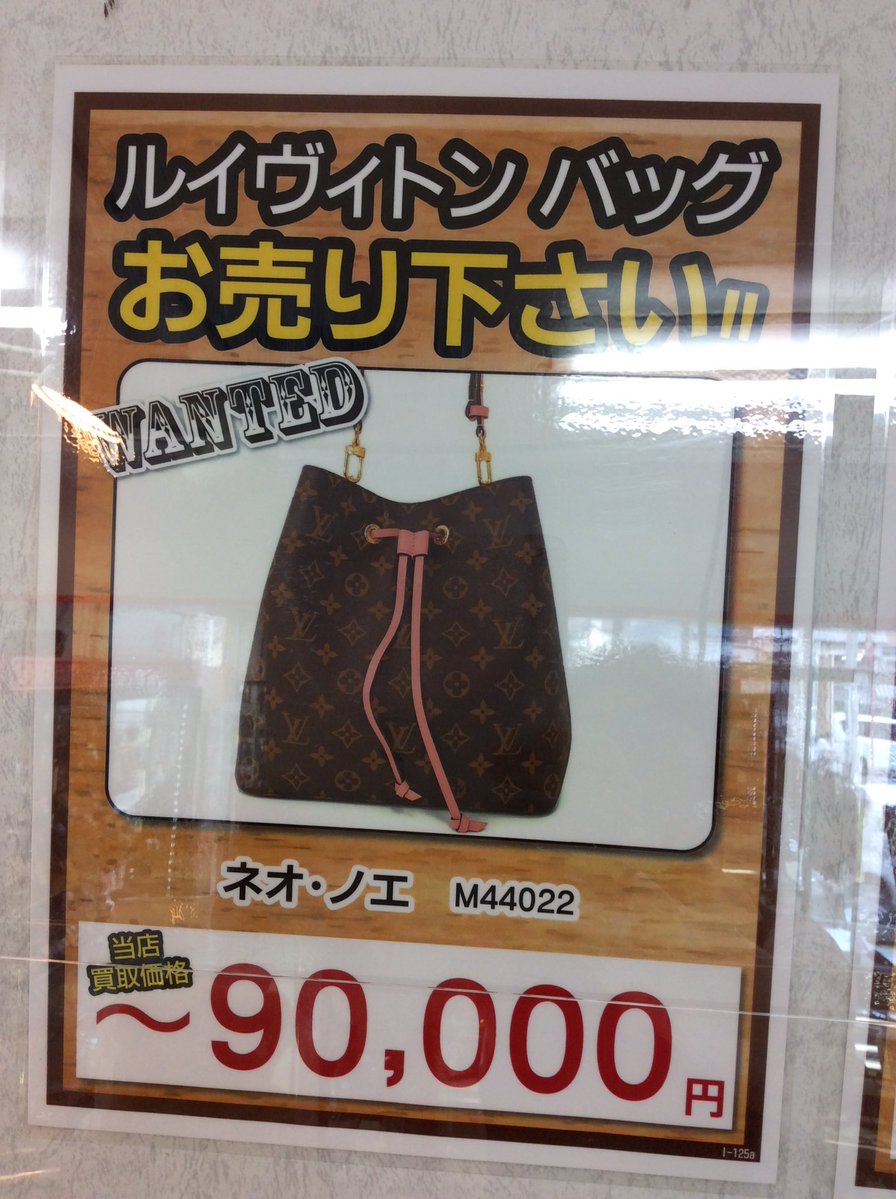 ルイヴィトン バッグ
お売り下さい!!
WANTED
ネオ・ノエ M44022
当店
買取価格
～90,000円
I-125a